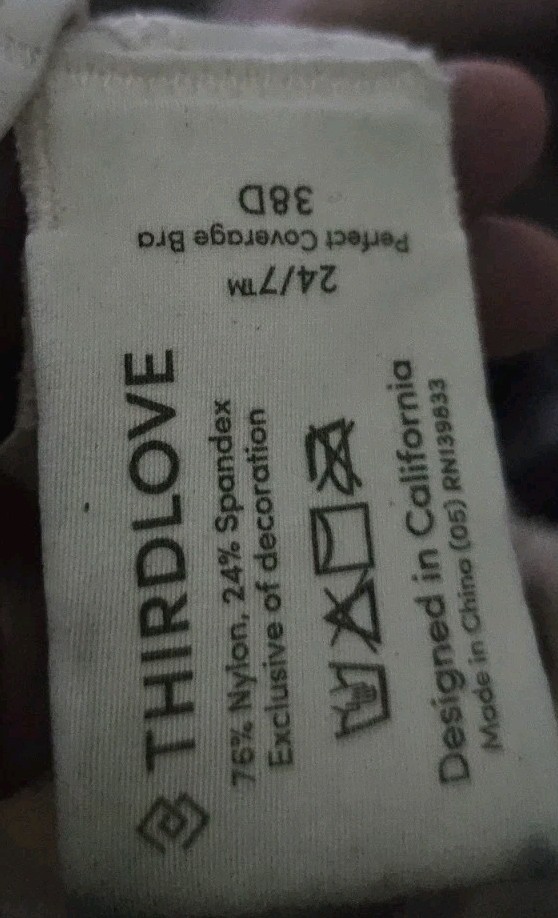 24/7™
Perfect Coverage Bra
38D
THIRDLOVE
76% Nylon, 24% Spandex
Exclusive of decoration
Designed in California
Made in China (05) RN139833